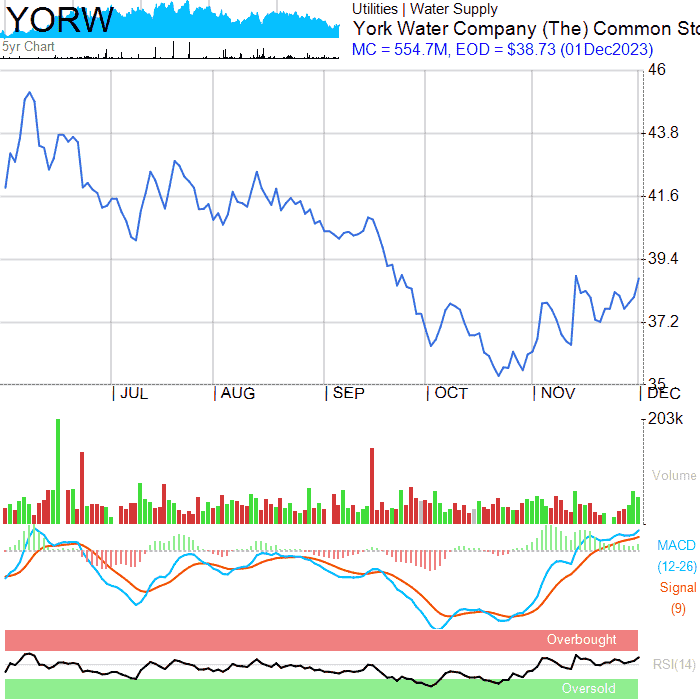 YORW
5yr Chart
Utilities | Water Supply
York Water Company (The) Common Sto
MC = 554.7M, EOD = $38.73 (01Dec2023)
46
43.8
41.6
39.4
37.2
35
JUL AUG SEP OCT NOV DEC
203k
Volume
MACD
(12-26)
Signal
(9)
Overbought
RSI(14)
Oversold